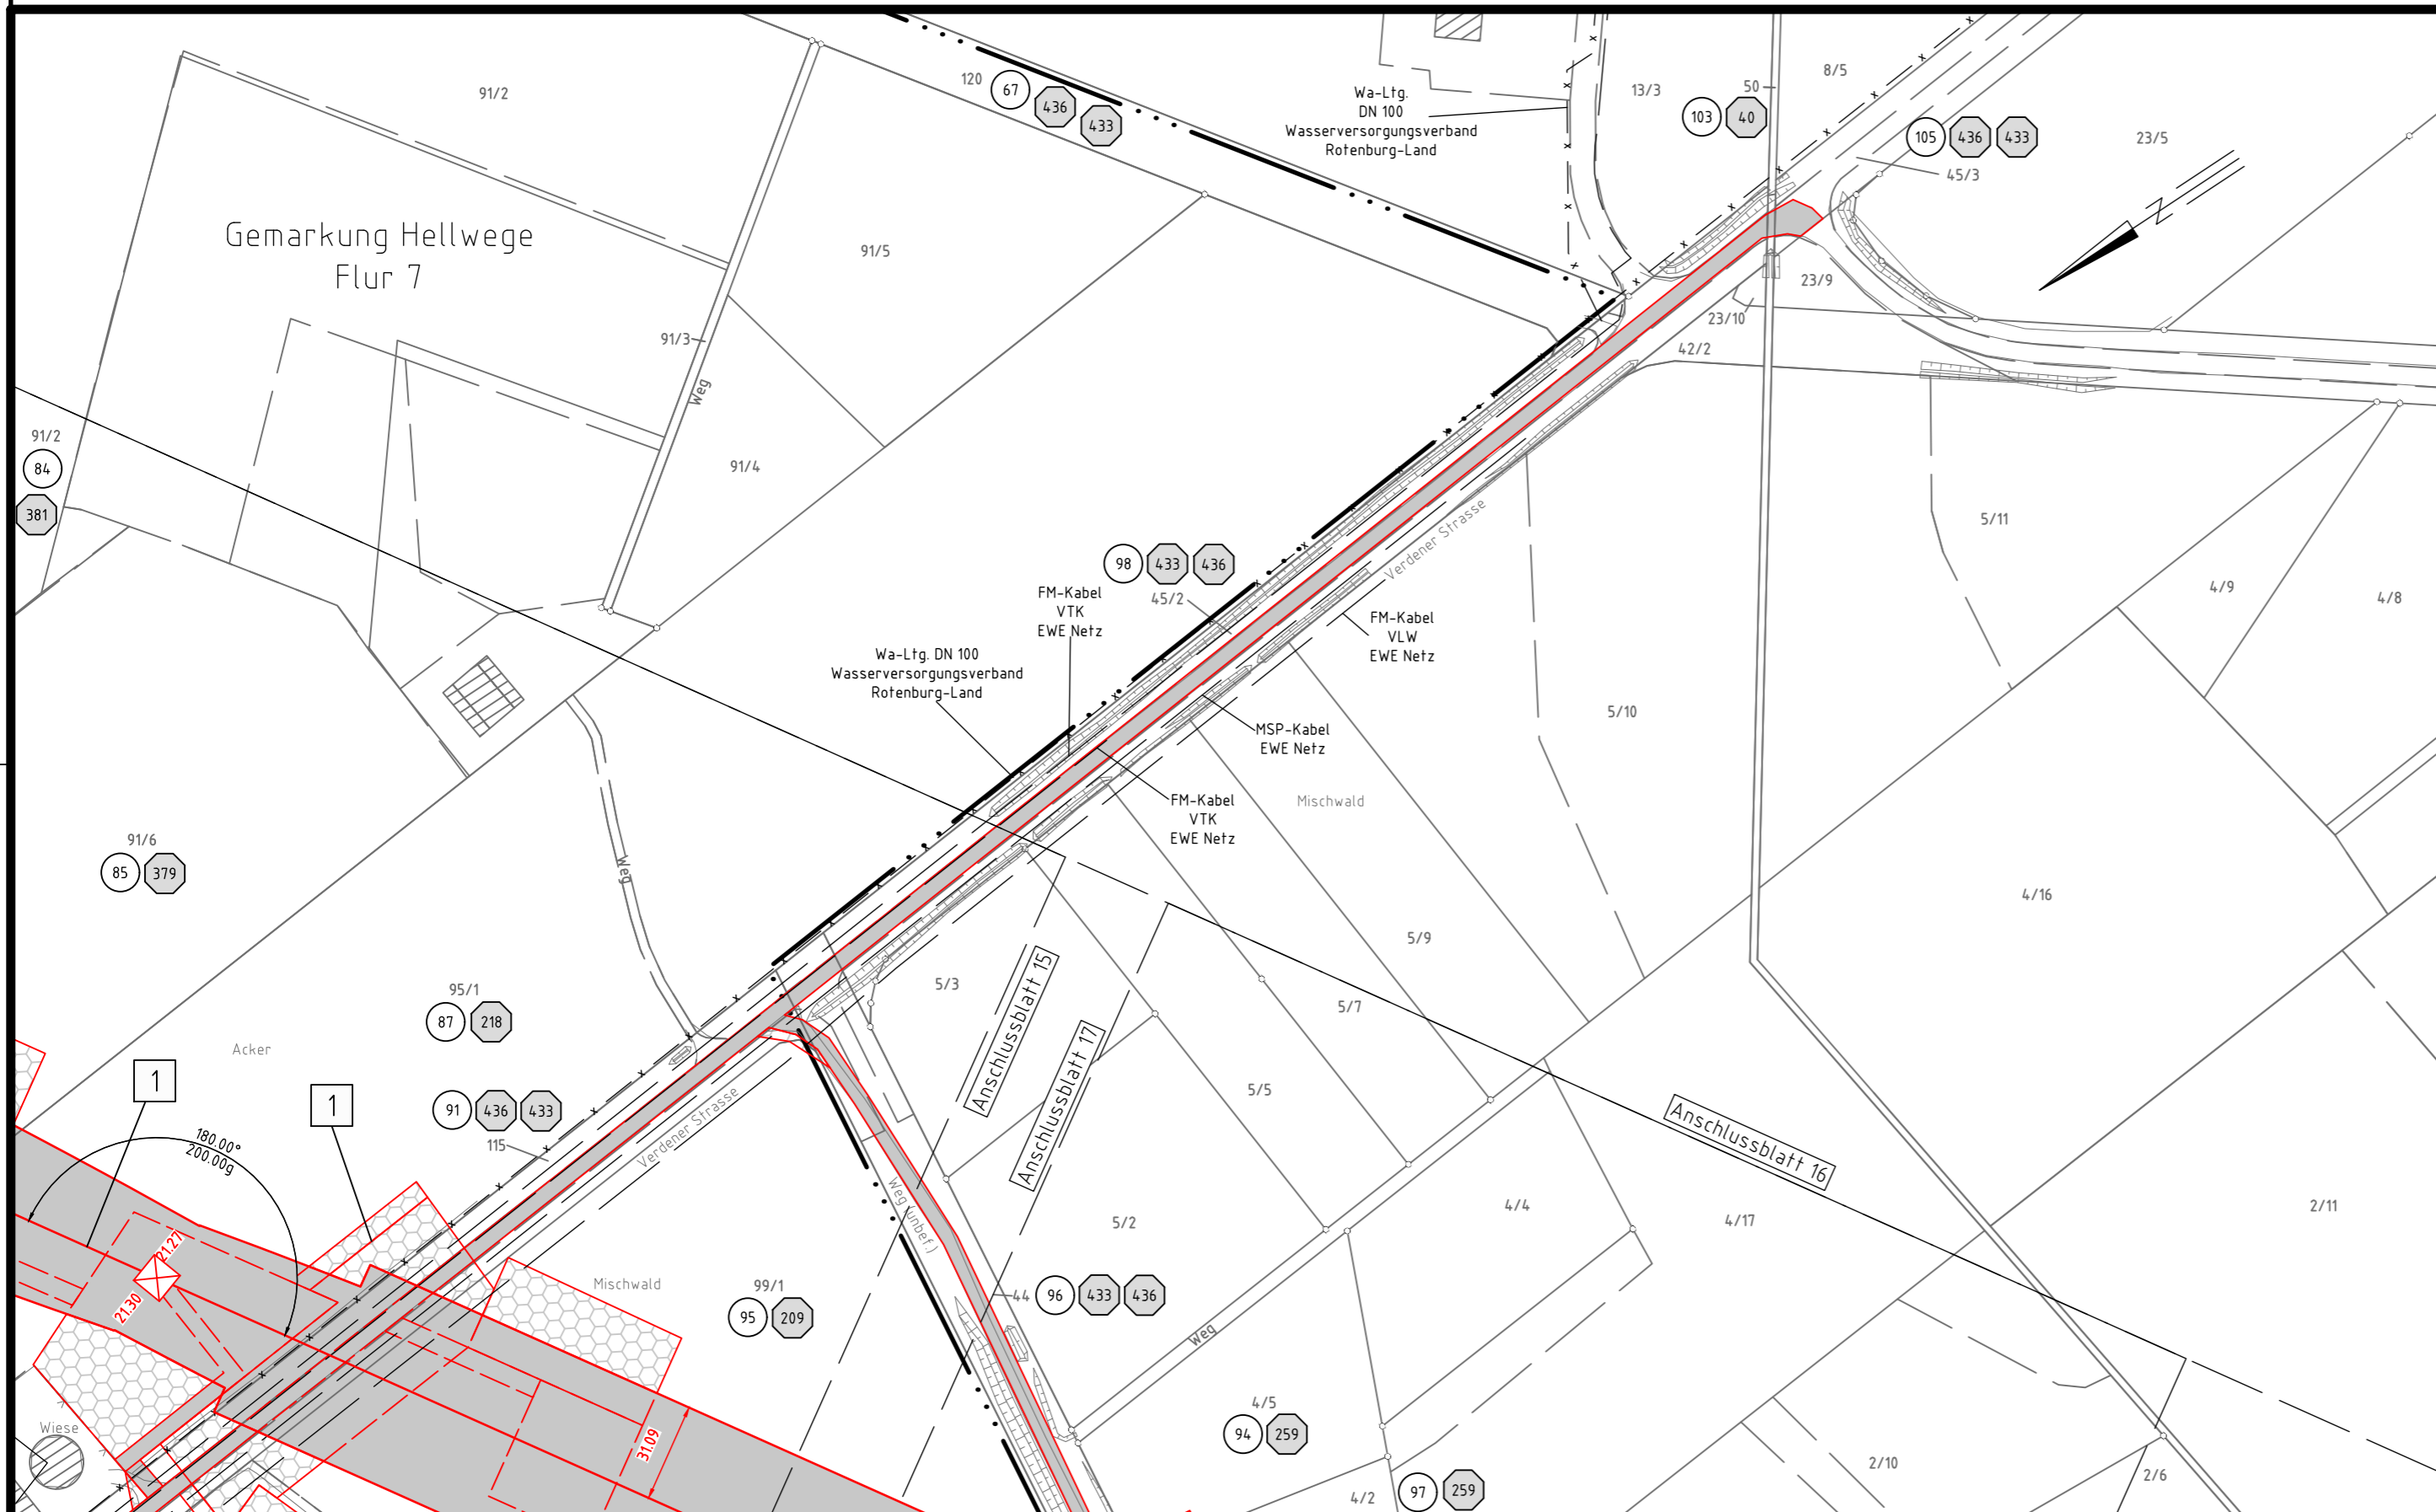 91/2
120
67
436
433
Wa-Ltg.
DN 100
Wasserversorgungsverband
Rotenburg-Land
13/3
50
8/5
103
40
105
436
433
23/5
45/3
N
Gemarkung Hellwege
Flur 7
91/5
91/3
Weg
91/4
23/9
23/10
42/2
91/2
84
381
5/11
4/9
4/8
Verdener Strasse
98
433
436
45/2
FM-Kabel
VTK
EWE Netz
FM-Kabel
VLW
EWE Netz
Wa-Ltg. DN 100
Wasserversorgungsverband
Rotenburg-Land
MSP-Kabel
EWE Netz
5/10
FM-Kabel
VTK
EWE Netz
Mischwald
91/6
85
379
Weg
4/16
5/9
5/3
5/7
95/1
87
218
Acker
Anschlussblatt 15
Anschlussblatt 17
5/5
1
1
91
436
433
115
Verdener Strasse
180.00°
200.00g
Anschlussblatt 16
Weg (unbef.)
5/2
4/4
4/17
2/11
21.27
21.30
Mischwald
99/1
95
209
44
96
433
436
Weg
31.09
Wiese
4/5
94
259
4/2
97
259
2/10
2/6